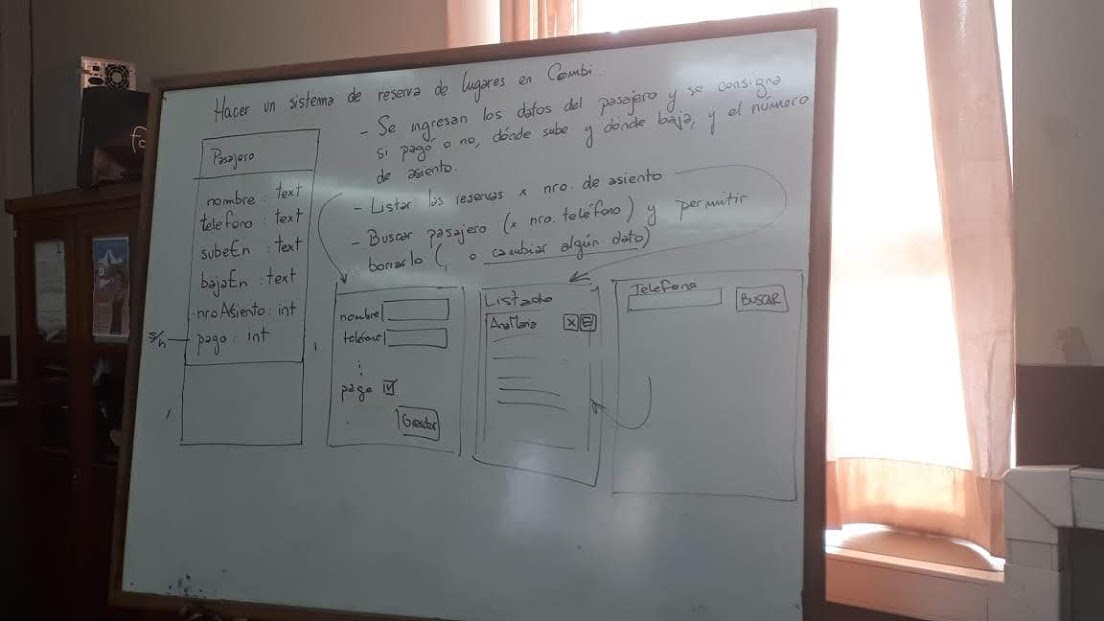 Hacer un sistema de reserva de lugares en Combi.
- Se ingresan los datos del pasajero y se consigna
si pagó o no, dónde sube y dónde baja, y el número
de asiento.
- Listar las reservas x nro. de asiento
- Buscar pasajero (x nro. teléfono) y permitir
borrarlo (o cambiar algún dato)
Pasajero
nombre : text
telefono : text
subeEn : text
bajaEn : text
nroAsiento : int
s/n
pago : int
nombre
telefono
pago
Guardar
Listado
Ana Maria
X
Telefono
BUSCAR